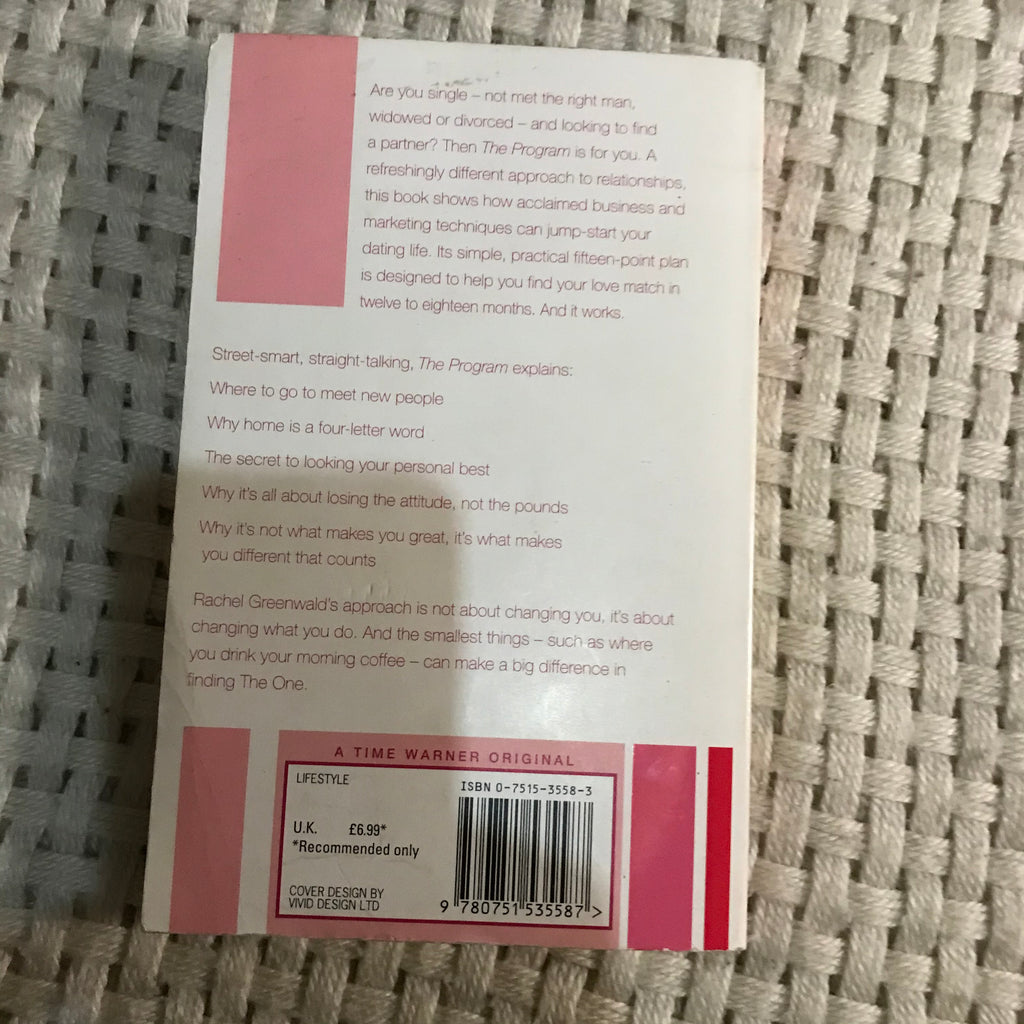 Are you single – not met the right man,
widowed or divorced – and looking to find
a partner? Then The Program is for you. A
refreshingly different approach to relationships,
this book shows how acclaimed business and
marketing techniques can jump-start your
dating life. Its simple, practical fifteen-point plan
is designed to help you find your love match in
twelve to eighteen months. And it works.
Street-smart, straight-talking, The Program explains:
Where to go to meet new people
Why home is a four-letter word
The secret to looking your personal best
Why it's all about losing the attitude, not the pounds
Why it's not what makes you great, it's what makes
you different that counts
Rachel Greenwald's approach is not about changing you, it's about
changing what you do. And the smallest things – such as where
you drink your morning coffee – can make a big difference in
finding The One.
A TIME WARNER ORIGINAL
LIFESTYLE
ISBN 0-7515-3558-3
U.K. £6.99*
*Recommended only
COVER DESIGN BY
VIVID DESIGN LTD
9 780751 535587 >